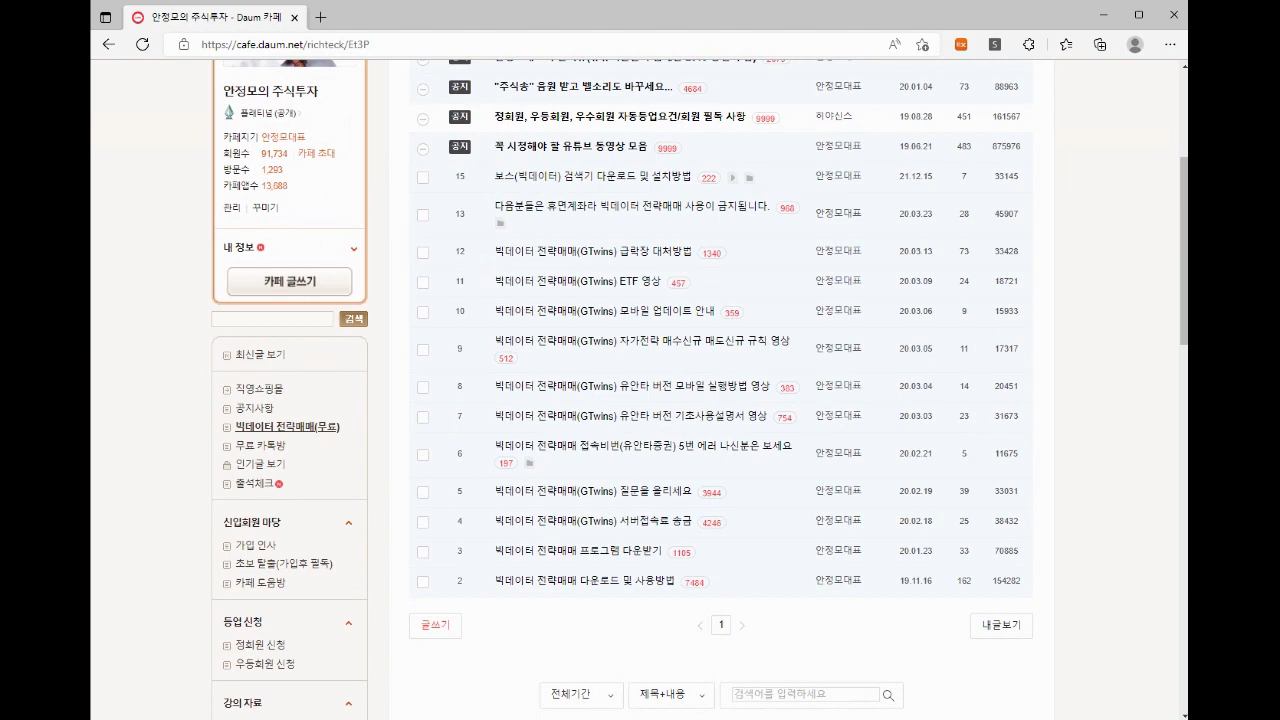 안정모의 주식투자 - Daum 카페
https://cafe.daum.net/richteck/Et3P
안정모의 주식투자
플래티넘 (공개)
카페지기 안정모대표
회원수 91,734 카페 초대
방문수 1,293
카페앱수 13,688
관리 | 꾸미기
내 정보
카페 글쓰기
검색
최신글 보기
직영쇼핑몰
공지사항
빅데이터 전략매매(무료)
무료 카톡방
인기글 보기
출석체크
신입회원 마당
가입 인사
초보 탈출(가입후 필독)
카페 도움방
등업 신청
정회원 신청
우등회원 신청
강의 자료
공지 "주식송" 음원 받고 벨소리도 바꾸세요... 4684 안정모대표 20.01.04 73 88963
공지 정회원, 우등회원, 우수회원 자동등업요건/회원 필독 사항 9999 히야신스 19.08.28 451 161567
공지 꼭 시청해야 할 유튜브 동영상 모음 9999 안정모대표 19.06.21 483 875976
15 보스(빅데이터) 검색기 다운로드 및 설치방법 222 안정모대표 21.12.15 7 33145
13 다음분들은 휴면계좌라 빅데이터 전략매매 사용이 금지됩니다. 968 안정모대표 20.03.23 28 45907
12 빅데이터 전략매매(GTwins) 급락장 대처방법 1340 안정모대표 20.03.13 73 33428
11 빅데이터 전략매매(GTwins) ETF 영상 457 안정모대표 20.03.09 24 18721
10 빅데이터 전략매매(GTwins) 모바일 업데이트 안내 359 안정모대표 20.03.06 9 15933
9 빅데이터 전략매매(GTwins) 자가전략 매수신규 매도신규 규칙 영상 안정모대표 20.03.05 11 17317
512
8 빅데이터 전략매매(GTwins) 유안타 버전 모바일 실행방법 영상 383 안정모대표 20.03.04 14 20451
7 빅데이터 전략매매(GTwins) 유안타 버전 기초사용설명서 영상 754 안정모대표 20.03.03 23 31673
6 빅데이터 전략매매 접속비번(유안타증권) 5번 에러 나신분은 보세요 안정모대표 20.02.21 5 11675
197
5 빅데이터 전략매매(GTwins) 질문을 올리세요 3944 안정모대표 20.02.19 39 33031
4 빅데이터 전략매매(GTwins) 서버접속료 송금 4246 안정모대표 20.02.18 25 38432
3 빅데이터 전략매매 프로그램 다운받기 1105 안정모대표 20.01.23 33 70885
2 빅데이터 전략매매 다운로드 및 사용방법 7484 안정모대표 19.11.16 162 154282
글쓰기 1 내글보기
전체기간 제목+내용 검색어를 입력하세요